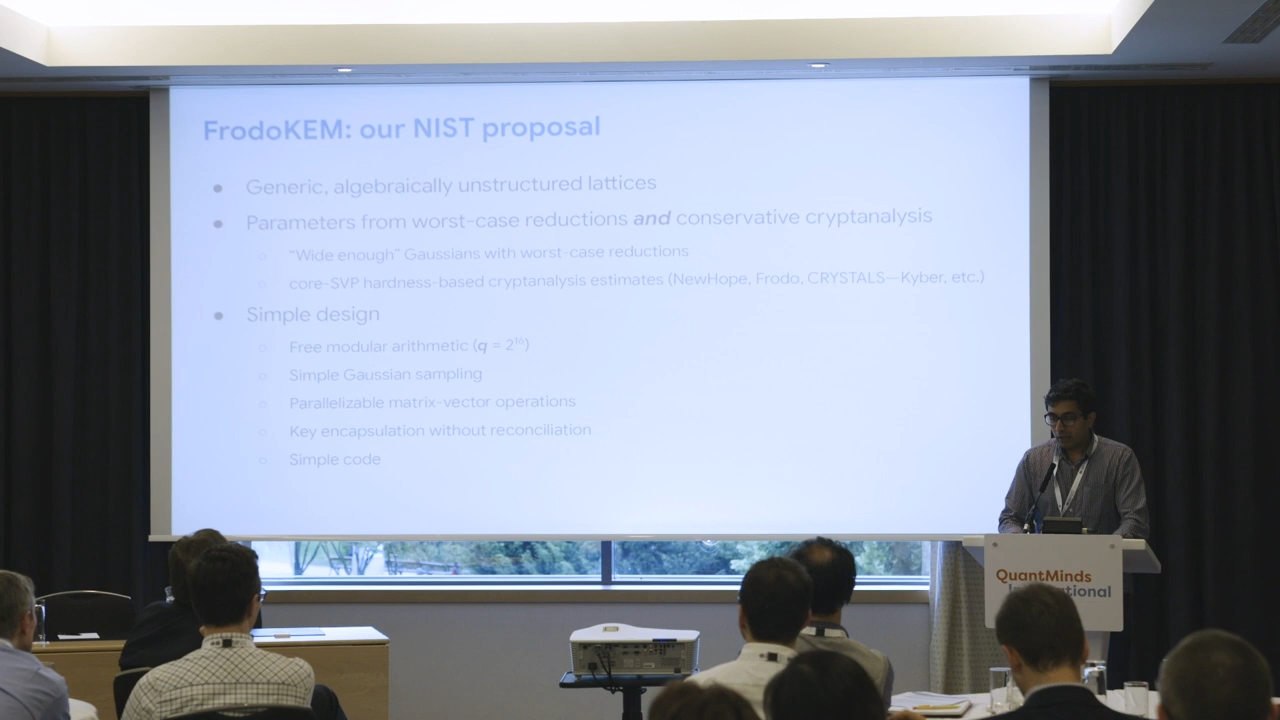 FrodoKEM: our NIST proposal
● Generic, algebraically unstructured lattices
● Parameters from worst-case reductions and conservative cryptanalysis
○ "Wide enough" Gaussians with worst-case reductions
○ core-SVP hardness-based cryptanalysis estimates (NewHope, Frodo, CRYSTALS—Kyber, etc.)
● Simple design
○ Free modular arithmetic (q = 2¹⁶)
○ Simple Gaussian sampling
○ Parallelizable matrix-vector operations
○ Key encapsulation without reconciliation
○ Simple code
QuantMinds